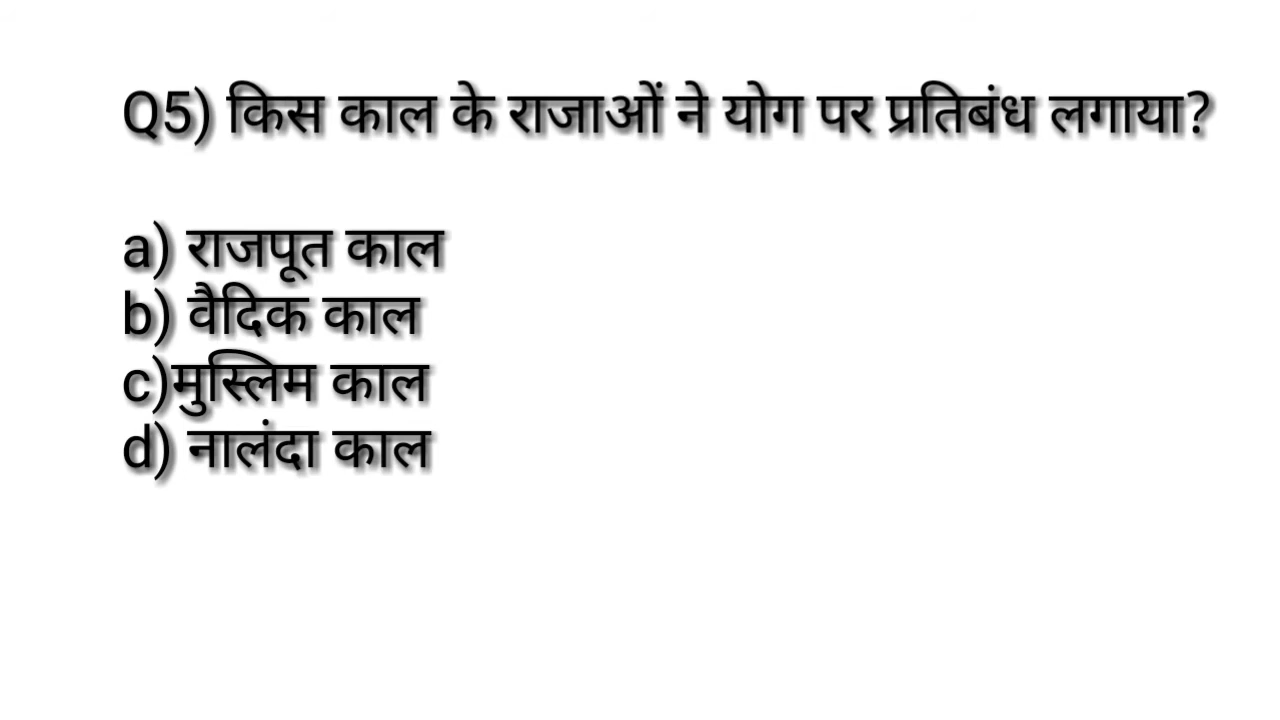 Q5) किस काल के राजाओं ने योग पर प्रतिबंध लगाया?
a) राजपूत काल
b) वैदिक काल
c)मुस्लिम काल
d) नालंदा काल